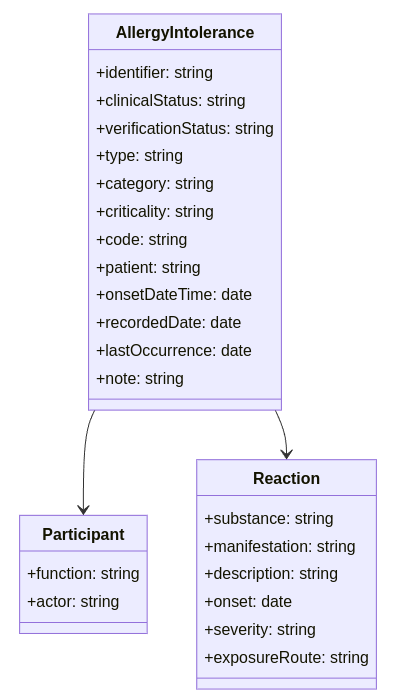 AllergyIntolerance
+identifier: string
+clinicalStatus: string
+verificationStatus: string
+type: string
+category: string
+criticality: string
+code: string
+patient: string
+onsetDateTime: date
+recordedDate: date
+lastOccurrence: date
+note: string
Participant
+function: string
+actor: string
Reaction
+substance: string
+manifestation: string
+description: string
+onset: date
+severity: string
+exposureRoute: string